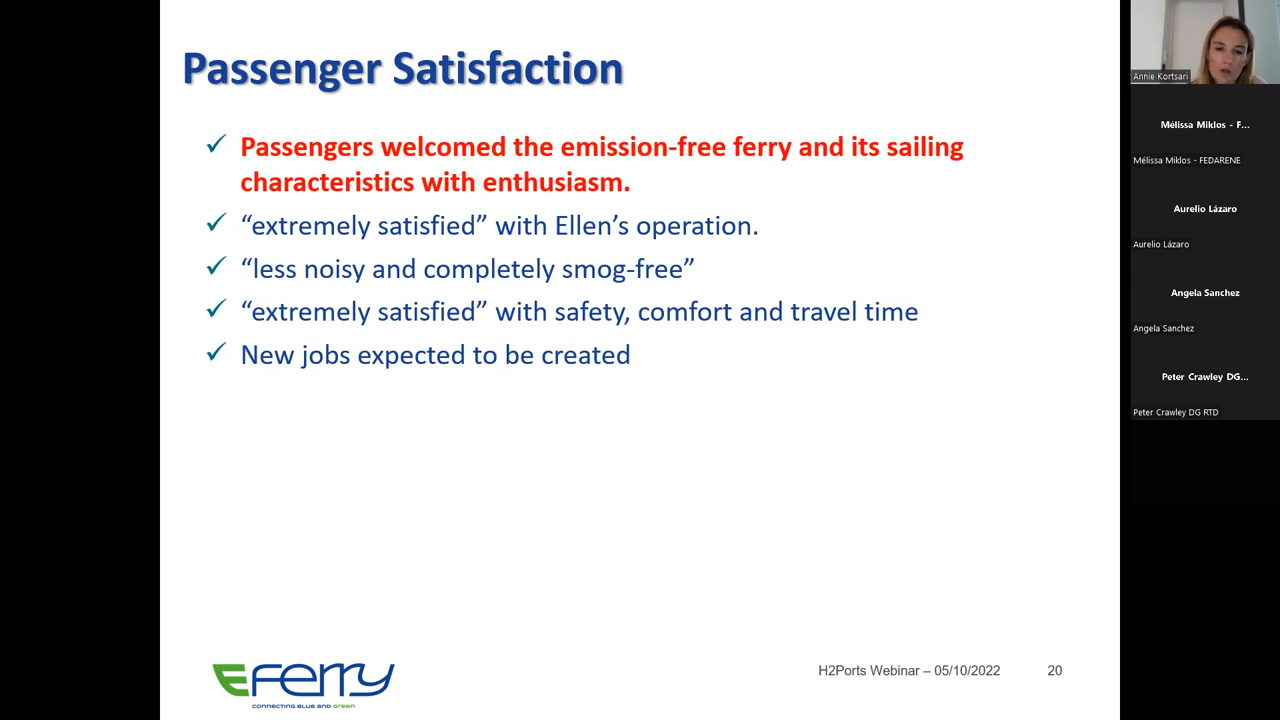 Passenger Satisfaction
✓ Passengers welcomed the emission-free ferry and its sailing
characteristics with enthusiasm.
✓ “extremely satisfied” with Ellen’s operation.
✓ “less noisy and completely smog-free”
✓ “extremely satisfied” with safety, comfort and travel time
✓ New jobs expected to be created
EFerry
CONNECTING BLUE AND GREEN
H2Ports Webinar – 05/10/2022
20
Annie Kortsari
Mélissa Miklos - F...
Mélissa Miklos - FEDARENE
Aurelio Lázaro
Aurelio Lázaro
Angela Sanchez
Angela Sanchez
Peter Crawley DG...
Peter Crawley DG RTD